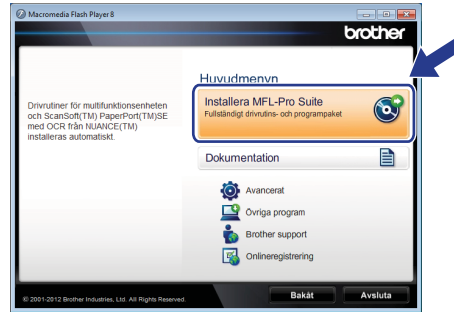 Macromedia Flash Player 8
brother
Huvudmenyn
Installera MFL-Pro Suite
Fullständigt drivrutins- och programpaket
Drivrutiner för multifunktionsenheten
och ScanSoft(TM) PaperPort(TM)SE
med OCR från NUANCE(TM)
installeras automatiskt.
Dokumentation
Avancerat
Övriga program
Brother support
Onlineregistrering
© 2001-2012 Brother Industries, Ltd. All Rights Reserved.
Bakåt
Avsluta